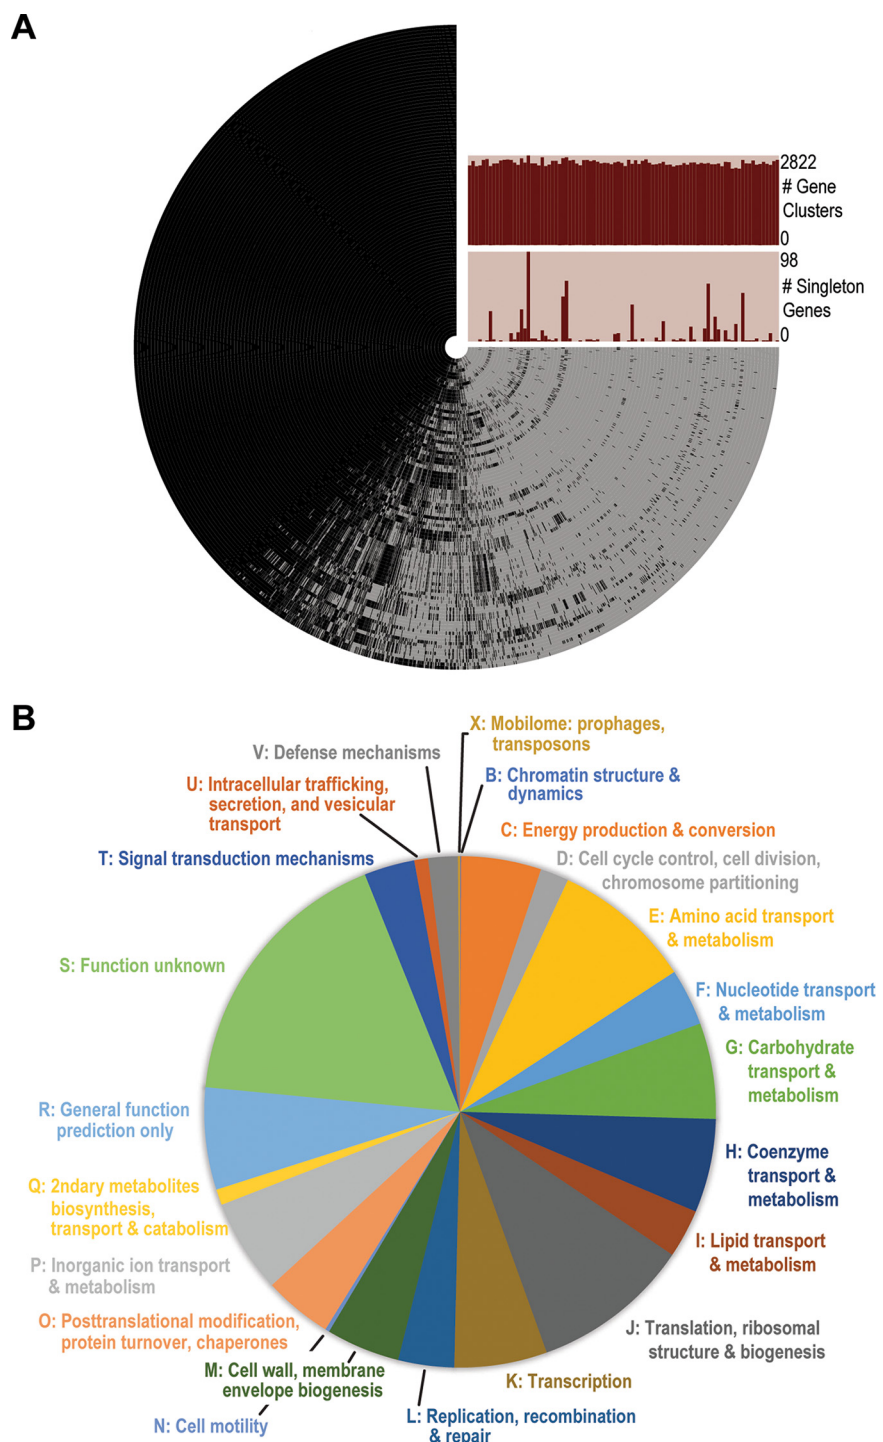 A
2822
# Gene
Clusters
0
98
# Singleton
Genes
0
B
X: Mobilome: prophages,
transposons
V: Defense mechanisms
B: Chromatin structure &
dynamics
U: Intracellular trafficking,
secretion, and vesicular
transport
C: Energy production & conversion
T: Signal transduction mechanisms
D: Cell cycle control, cell division,
chromosome partitioning
E: Amino acid transport
& metabolism
S: Function unknown
F: Nucleotide transport
& metabolism
G: Carbohydrate
transport &
metabolism
R: General function
prediction only
H: Coenzyme
transport &
metabolism
Q: 2ndary metabolites
biosynthesis,
transport & catabolism
I: Lipid transport
& metabolism
P: Inorganic ion transport
& metabolism
O: Posttranslational modification,
protein turnover, chaperones
J: Translation, ribosomal
structure & biogenesis
M: Cell wall, membrane
envelope biogenesis
K: Transcription
N: Cell motility
L: Replication, recombination
& repair